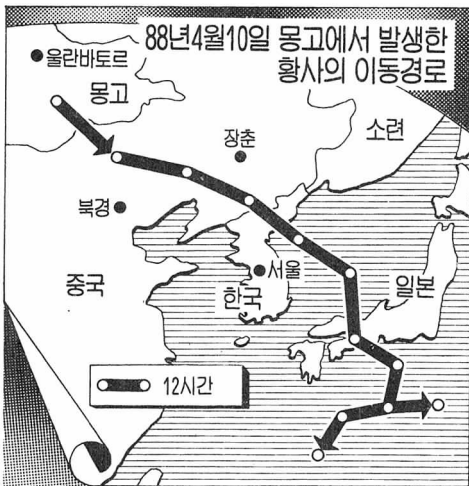 88년4월10일 몽고에서 발생한
황사의 이동경로
울란바토르
몽고
소련
장춘
북경
서울
중국
한국
일본
12시간